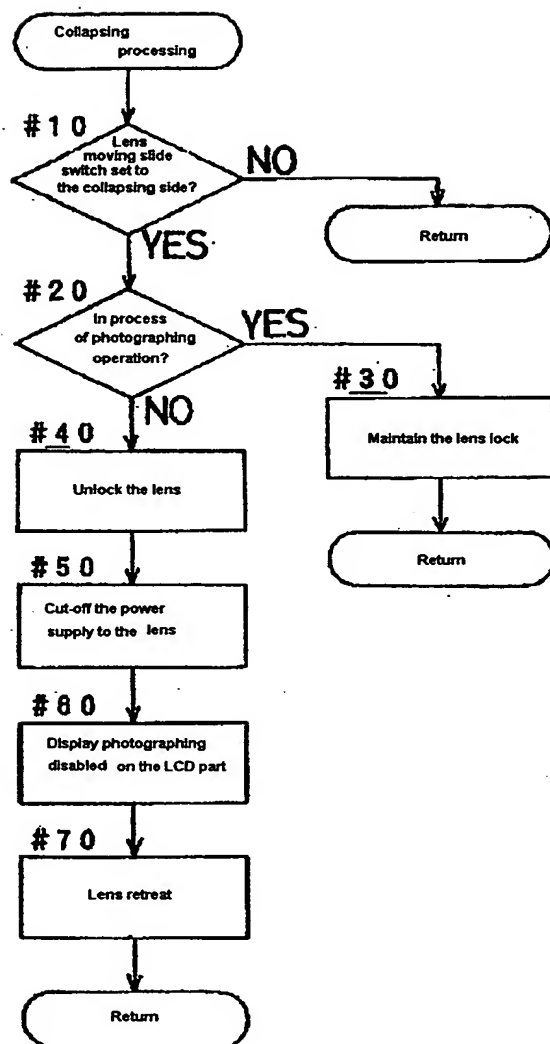 Collapsing
processing
#10
Lens
moving slide
switch set to
the collapsing side?
NO
Return
YES
#20
In process
of photographing
operation?
YES
#30
Maintain the lens lock
Return
NO
#40
Unlock the lens
#50
Cut-off the power
supply to the lens
#60
Display photographing
disabled on the LCD part
#70
Lens retreat
Return